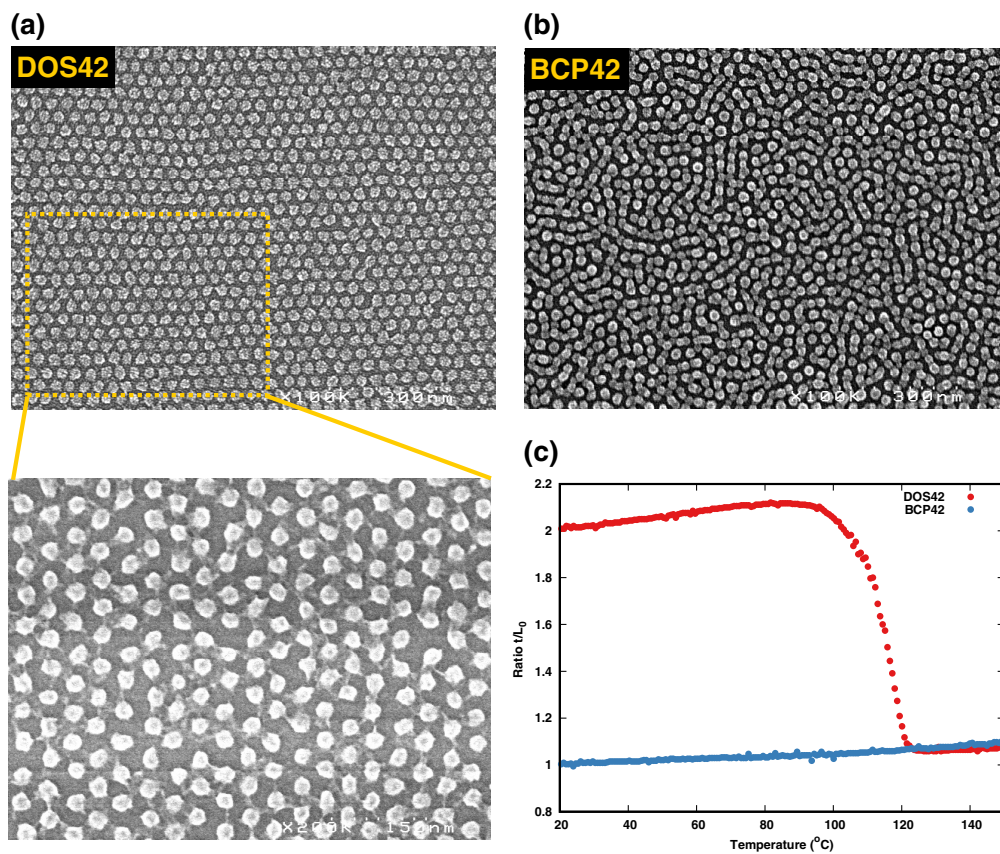 (a)
DOS42
X100K 300nm
(b)
BCP42
X100K 300nm
X200K 150nm
(c)
2.2
2
1.8
1.6
1.4
1.2
1
0.8
Ratio t/L₀
DOS42
BCP42
20 40 60 80 100 120 140
Temperature (°C)